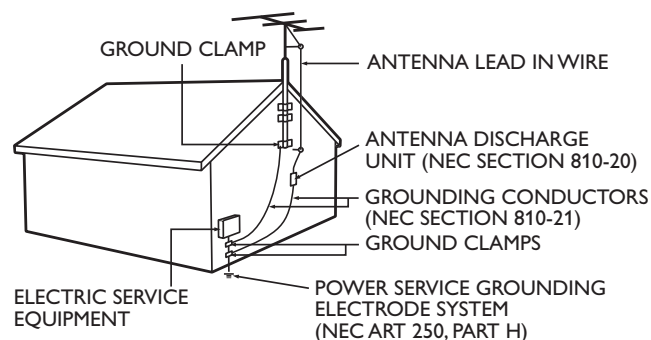 GROUND CLAMP
ANTENNA LEAD IN WIRE
ANTENNA DISCHARGE
UNIT (NEC SECTION 810-20)
GROUNDING CONDUCTORS
(NEC SECTION 810-21)
GROUND CLAMPS
ELECTRIC SERVICE
EQUIPMENT
POWER SERVICE GROUNDING
ELECTRODE SYSTEM
(NEC ART 250, PART H)